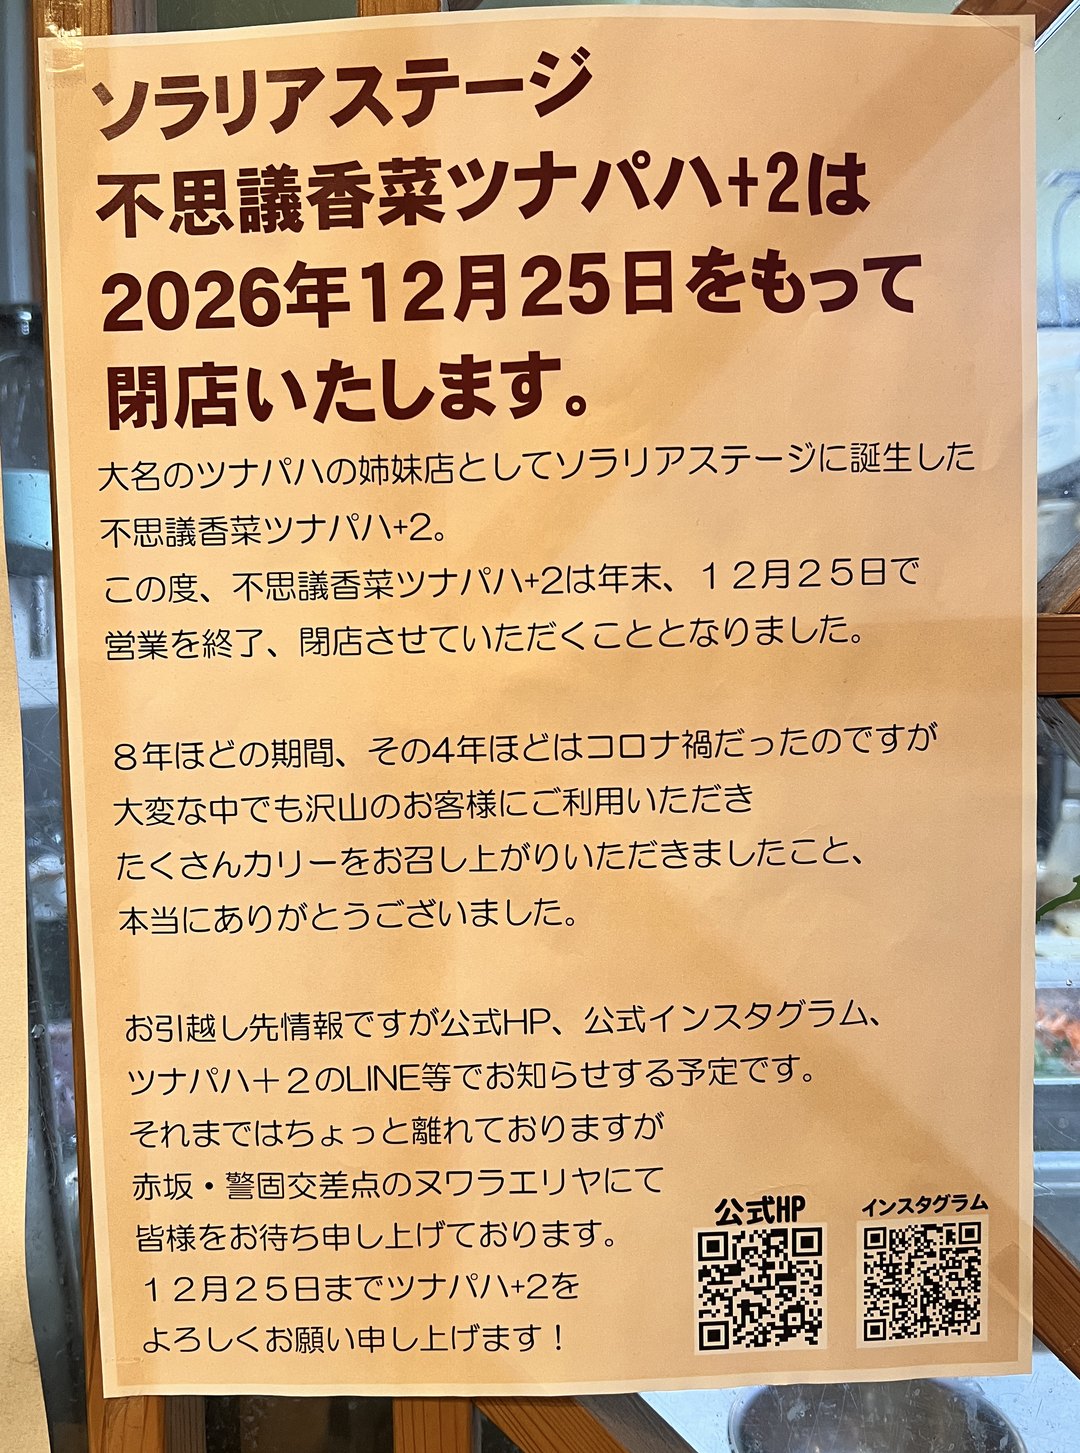 ソラリアステージ
不思議香菜ツナパハ+2は
2026年12月25日をもって
閉店いたします。
大名のツナパハの姉妹店としてソラリアステージに誕生した
不思議香菜ツナパハ+2。
この度、不思議香菜ツナパハ+2は年末、１２月２５日で
営業を終了、閉店させていただくこととなりました。
８年ほどの期間、その4年ほどはコロナ禍だったのですが
大変な中でも沢山のお客様にご利用いただき
たくさんカリーをお召し上がりいただきましたこと、
本当にありがとうございました。
お引越し先情報ですが公式HP、公式インスタグラム、
ツナパハ＋２のLINE等でお知らせする予定です。
それまではちょっと離れておりますが
赤坂・警固交差点のヌワラエリヤにて
皆様をお待ち申し上げております。
１２月２５日までツナパハ+2を
よろしくお願い申し上げます！
公式HP
インスタグラム